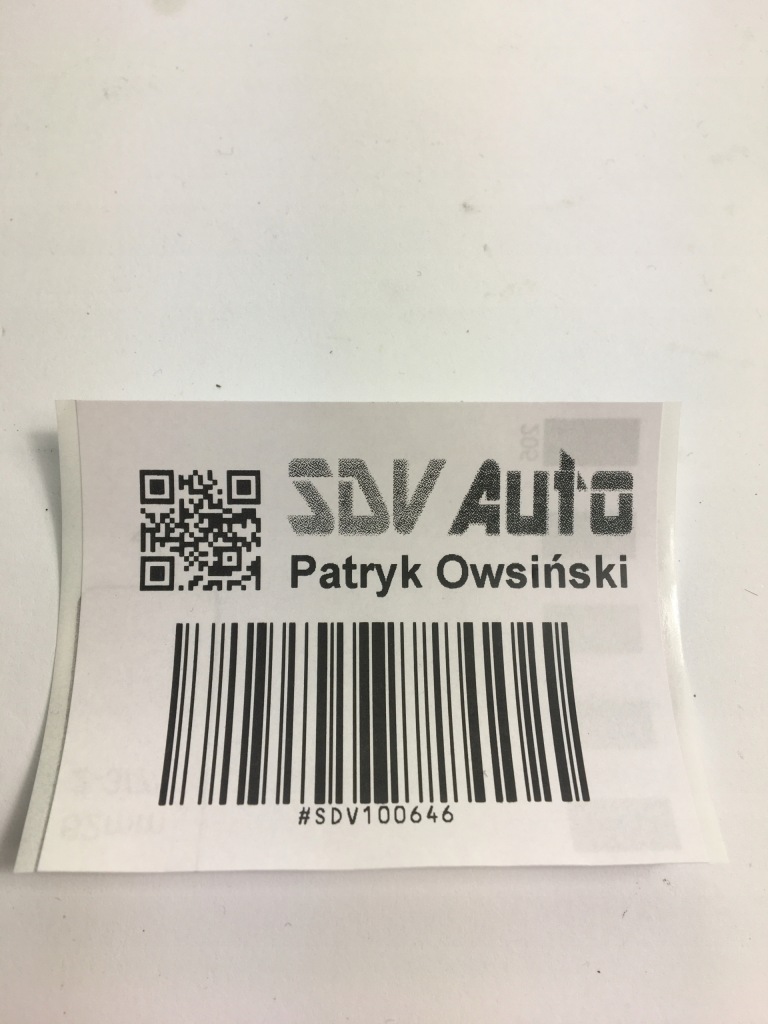 SDV Auto
Patryk Owsiński
#SDV100646